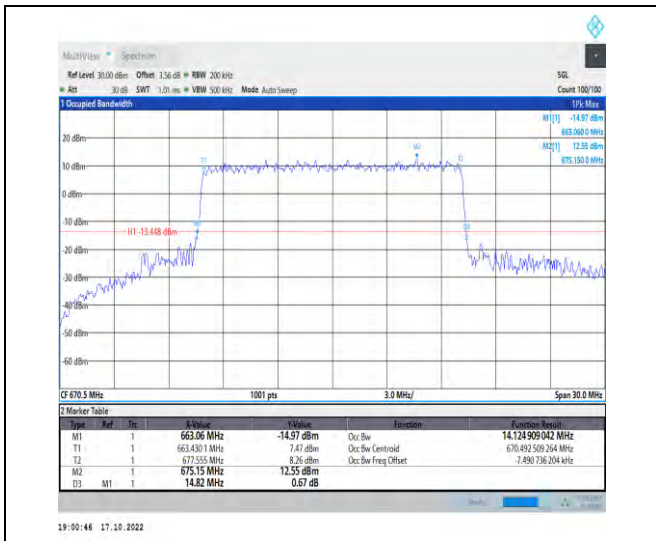 MultiView Spectrum
Ref Level 30.00 dBm Offset 3.56 dB RBW 200 kHz SGL
Att 30 dB SWT 1.01 ms VBW 500 kHz Mode Auto Sweep Count 100/100
1 Occupied Bandwidth 1Pk Max
M1[1] -14.97 dBm
663.060 0 MHz
M2[1] 12.55 dBm
675.150 0 MHz
20 dBm
10 dBm
0 dBm
-10 dBm
H1 -13.448 dBm
-20 dBm
-30 dBm
-40 dBm
-50 dBm
-60 dBm
T1
M2
T2
M1
D3
CF 670.5 MHz 1001 pts 3.0 MHz/ Span 30.0 MHz
2 Marker Table
Type Ref Trc X-Value Y-Value Function Function Result
M1 1 663.06 MHz -14.97 dBm Occ Bw 14.124 909 042 MHz
T1 1 663.430 1 MHz 7.47 dBm Occ Bw Centroid 670.492 509 264 MHz
T2 1 677.555 MHz 8.26 dBm Occ Bw Freq Offset -7.490 736 204 kHz
M2 1 675.15 MHz 12.55 dBm
D3 M1 1 14.82 MHz 0.67 dB
19:00:46 17.10.2022